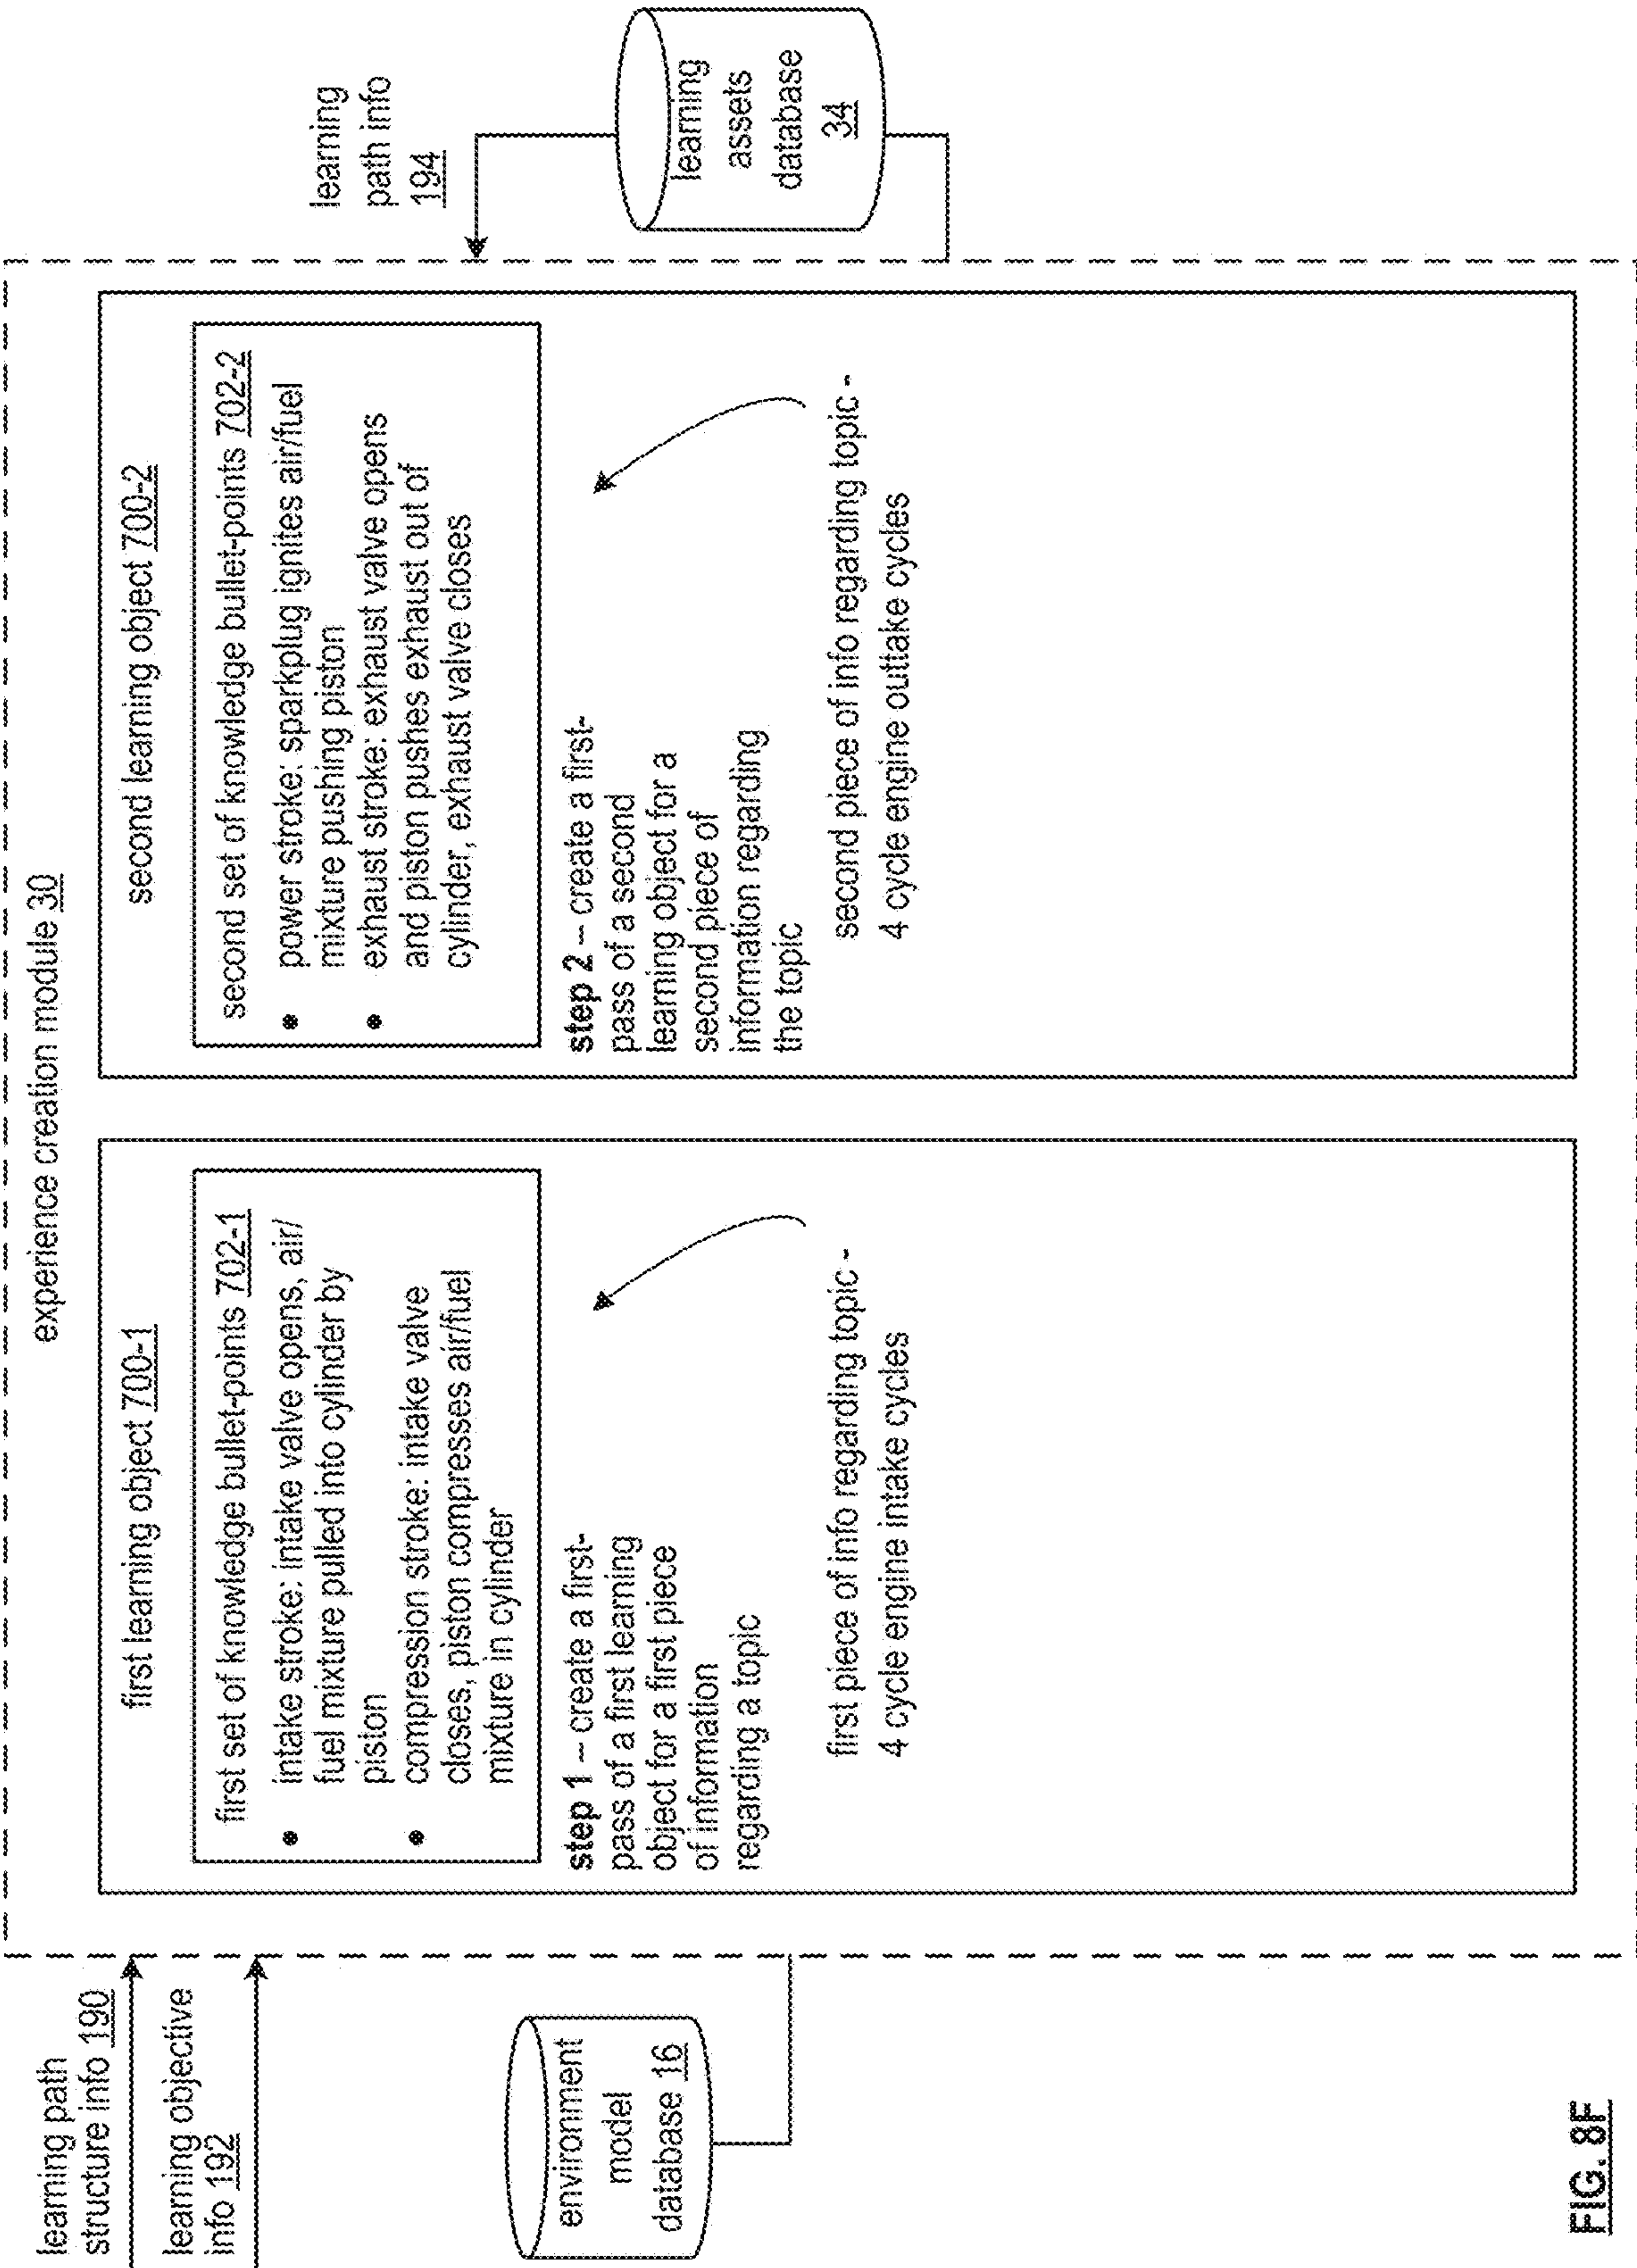 experience creation module 30
learning path
structure info 190
learning objective
info 192
environment
model
database 16
first learning object 700-1
first set of knowledge bullet-points 702-1
• intake stroke: intake valve opens, air/
fuel mixture pulled into cylinder by
piston
• compression stroke: intake valve
closes, piston compresses air/fuel
mixture in cylinder
step 1 – create a first-
pass of a first learning
object for a first piece
of information
regarding a topic
first piece of info regarding topic -
4 cycle engine intake cycles
second learning object 700-2
second set of knowledge bullet-points 702-2
• power stroke: sparkplug ignites air/fuel
mixture pushing piston
• exhaust stroke: exhaust valve opens
and piston pushes exhaust out of
cylinder, exhaust valve closes
step 2 – create a first-
pass of a second
learning object for a
second piece of
information regarding
the topic
second piece of info regarding topic -
4 cycle engine outtake cycles
learning
path info
194
learning
assets
database
34
FIG. 8F